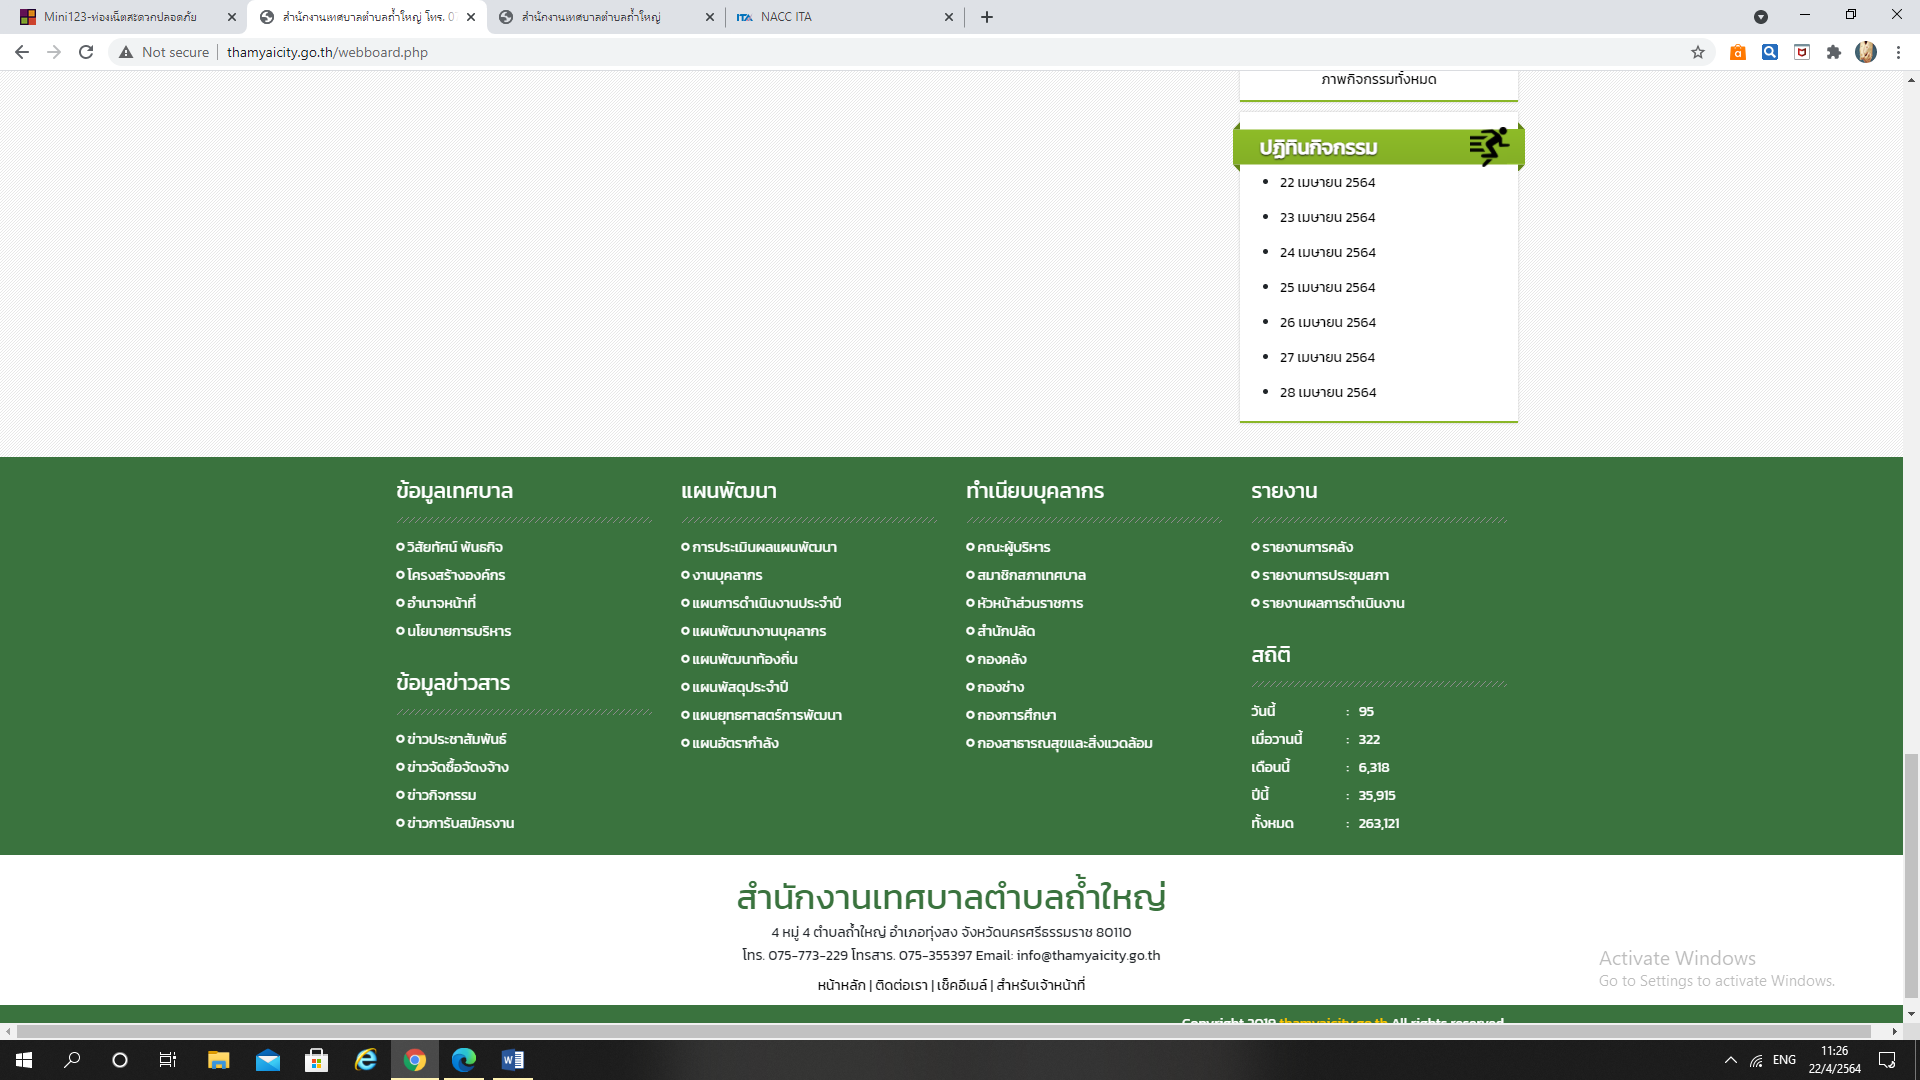 Mini123-ท่องเน็ตสะดวกปลอดภัย
สำนักงานเทศบาลตำบลถ้ำใหญ่ โทร. 0
สำนักงานเทศบาลตำบลถ้ำใหญ่
ITA NACC ITA
Not secure
thamyaicity.go.th/webboard.php
ภาพกิจกรรมทั้งหมด
ปฏิทินกิจกรรม
22 เมษายน 2564
23 เมษายน 2564
24 เมษายน 2564
25 เมษายน 2564
26 เมษายน 2564
27 เมษายน 2564
28 เมษายน 2564
ข้อมูลเทศบาล
วิสัยทัศน์ พันธกิจ
โครงสร้างองค์กร
อำนาจหน้าที่
นโยบายการบริหาร
ข้อมูลข่าวสาร
ข่าวประชาสัมพันธ์
ข่าวจัดซื้อจัดงจ้าง
ข่าวกิจกรรม
ข่าวการับสมัครงาน
แผนพัฒนา
การประเมินผลแผนพัฒนา
งานบุคลากร
แผนการดำเนินงานประจำปี
แผนพัฒนางานบุคลากร
แผนพัฒนาท้องถิ่น
แผนพัสดุประจำปี
แผนยุทธศาสตร์การพัฒนา
แผนอัตรากำลัง
ทำเนียบบุคลากร
คณะผู้บริหาร
สมาชิกสภาเทศบาล
หัวหน้าส่วนราชการ
สำนักปลัด
กองคลัง
กองช่าง
กองการศึกษา
กองสาธารณสุขและสิ่งแวดล้อม
รายงาน
รายงานการคลัง
รายงานการประชุมสภา
รายงานผลการดำเนินงาน
สถิติ
วันนี้ : 95
เมื่อวานนี้ : 322
เดือนนี้ : 6,318
ปีนี้ : 35,915
ทั้งหมด : 263,121
สำนักงานเทศบาลตำบลถ้ำใหญ่
4 หมู่ 4 ตำบลถ้ำใหญ่ อำเภอทุ่งสง จังหวัดนครศรีธรรมราช 80110
โทร. 075-773-229 โทรสาร. 075-355397 Email: info@thamyaicity.go.th
หน้าหลัก | ติดต่อเรา | เช็คอีเมล์ | สำหรับเจ้าหน้าที่
Activate Windows
Go to Settings to activate Windows.
Copyright 2019 thamyaicity.go.th All rights reserved
ENG
11:26
22/4/2564